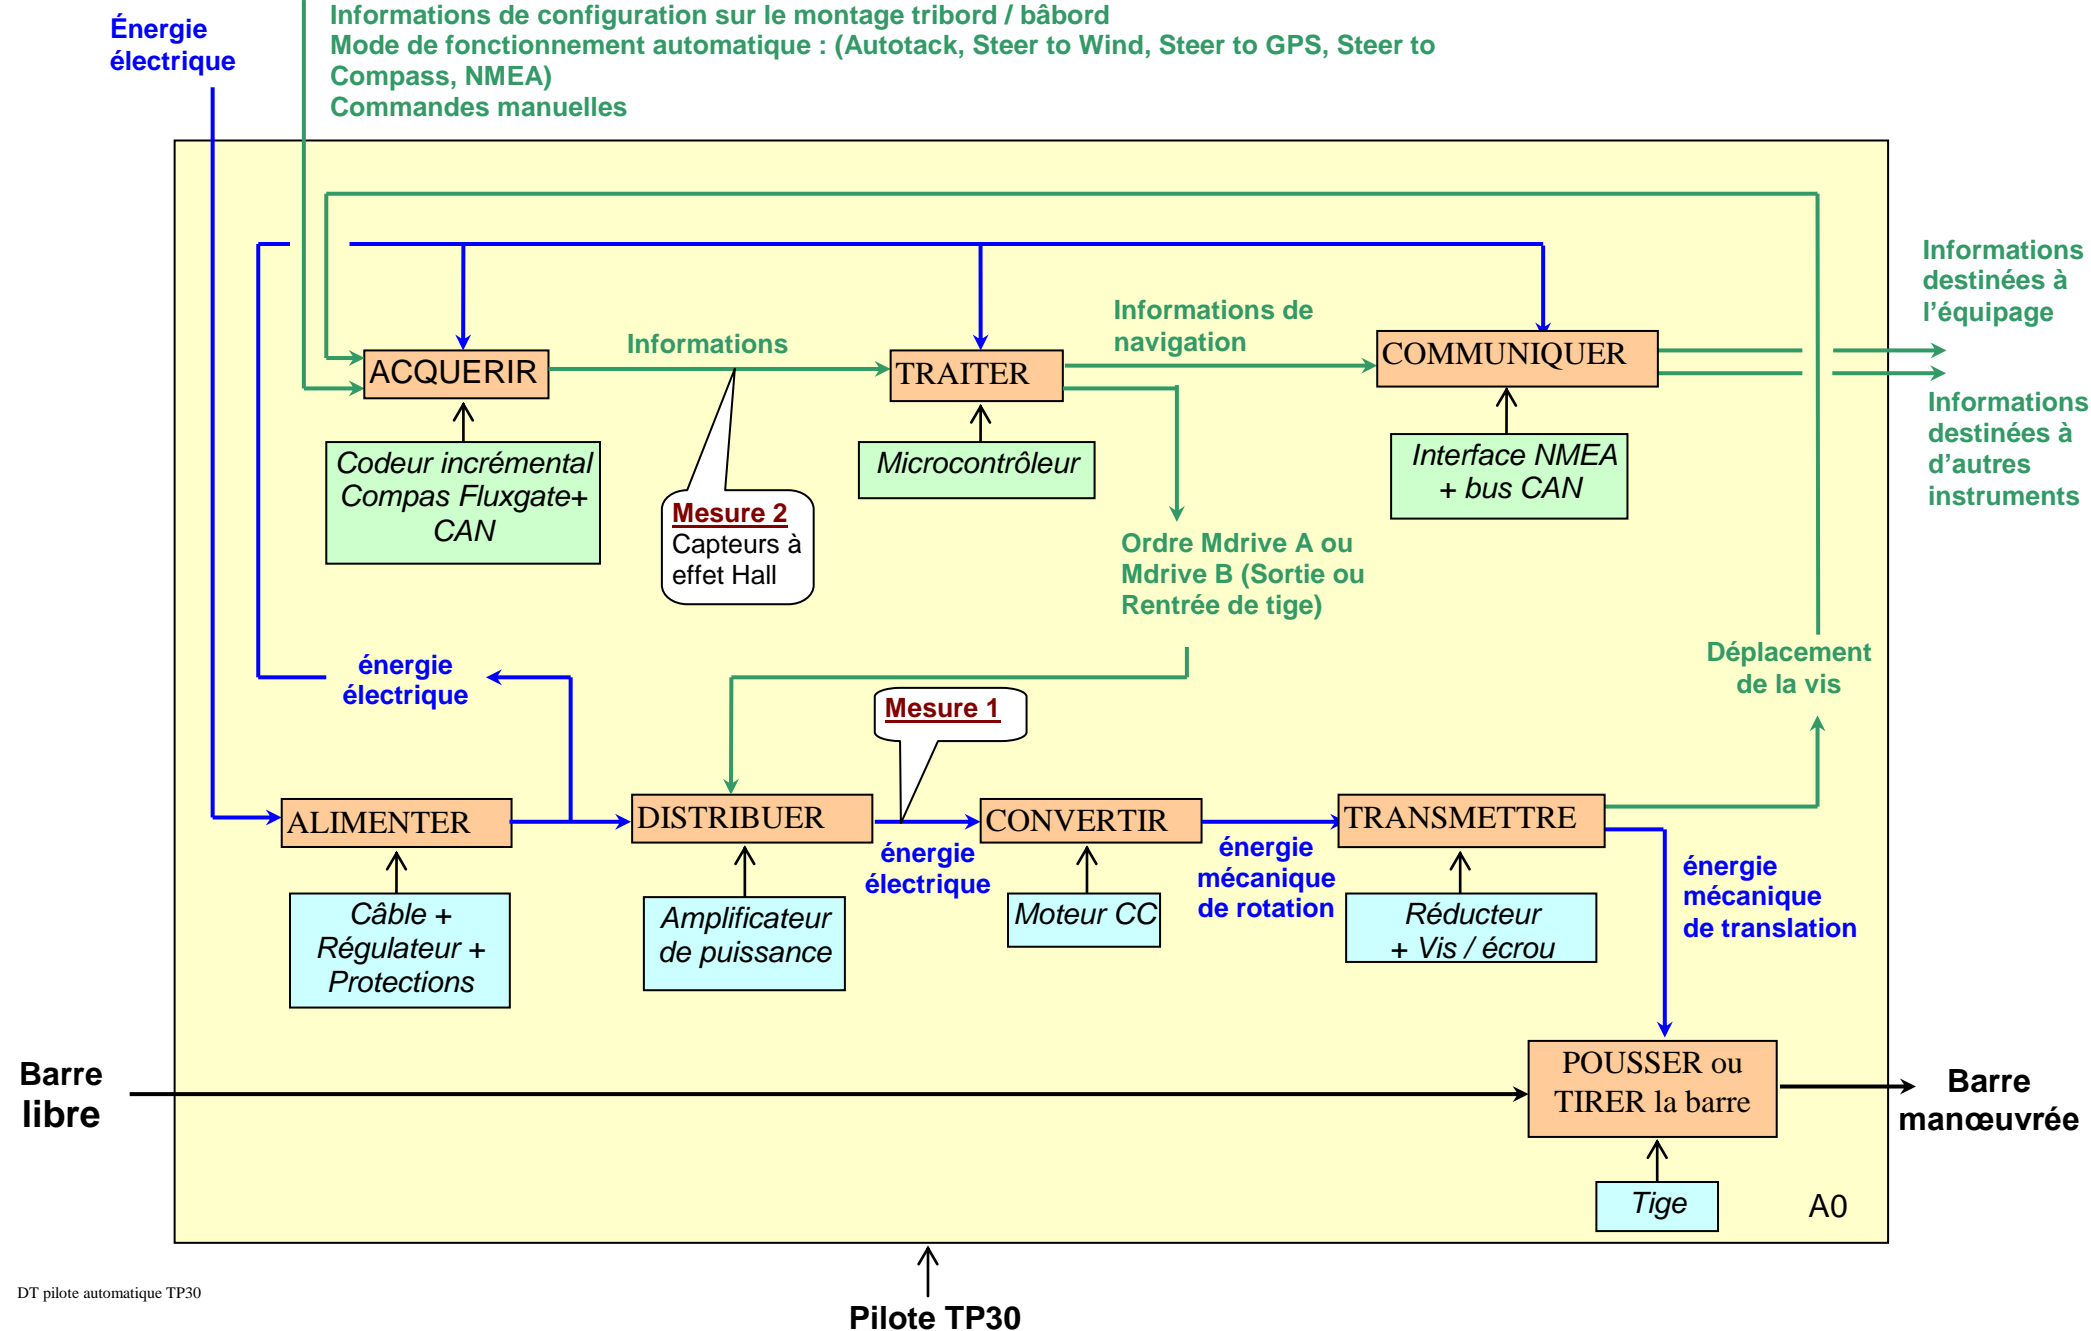 Énergie
électrique
Informations de configuration sur le montage tribord / bâbord
Mode de fonctionnement automatique : (Autotack, Steer to Wind, Steer to GPS, Steer to
Compass, NMEA)
Commandes manuelles
Informations
destinées à
l’équipage
Informations
destinées à
d’autres
instruments
ACQUERIR
Informations
TRAITER
Informations de
navigation
COMMUNIQUER
Codeur incrémental
Compas Fluxgate+
CAN
Mesure 2
Capteurs à
effet Hall
Microcontrôleur
Interface NMEA
+ bus CAN
Ordre Mdrive A ou
Mdrive B (Sortie ou
Rentrée de tige)
énergie
électrique
Mesure 1
Déplacement
de la vis
ALIMENTER
DISTRIBUER
énergie
électrique
CONVERTIR
énergie
mécanique
de rotation
TRANSMETTRE
énergie
mécanique
de translation
Câble +
Régulateur +
Protections
Amplificateur
de puissance
Moteur CC
Réducteur
+ Vis / écrou
Barre
libre
POUSSER ou
TIRER la barre
Barre
manœuvrée
Tige
A0
DT pilote automatique TP30
Pilote TP30